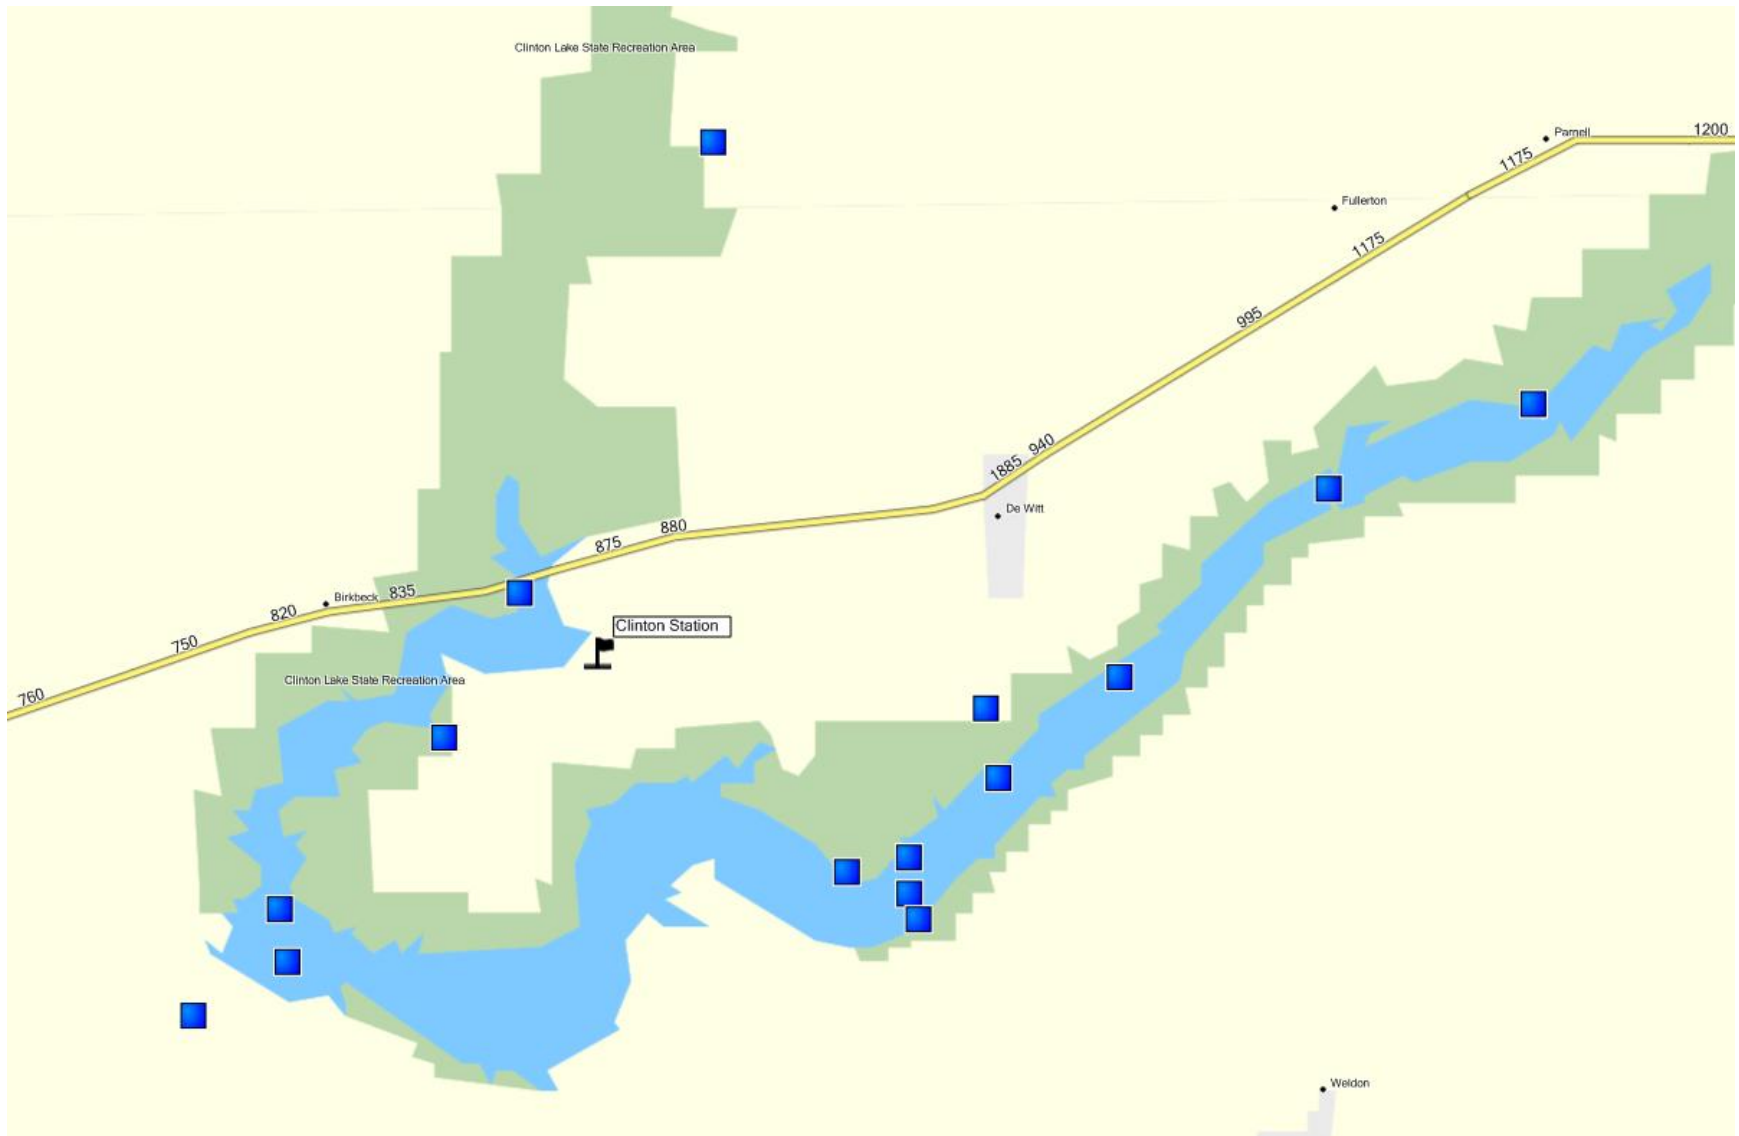 Clinton Lake State Recreation Area
Parnell
1200
1175
Fullerton
1175
995
940
1885
De Witt
880
875
835
Birkbeck
820
Clinton Station
750
Clinton Lake State Recreation Area
760
Weldon